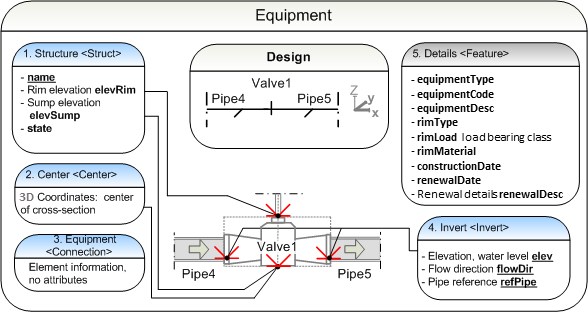 Equipment
1. Structure <Struct>
- name
- Rim elevation elevRim
- Sump elevation
elevSump
- state
2. Center <Center>
3D Coordinates: center
of cross-section
3. Equipment
<Connection>
Element information,
no attributes
Design
Valve1
Pipe4
Pipe5
Z
y
x
Valve1
Pipe4
Pipe5
5. Details <Feature>
- equipmentType
- equipmentCode
- equipmentDesc
- rimType
- rimLoad load bearing class
- rimMaterial
- constructionDate
- renewalDate
- Renewal details renewalDesc
4. Invert <Invert>
- Elevation, water level elev
- Flow direction flowDir
- Pipe reference refPipe